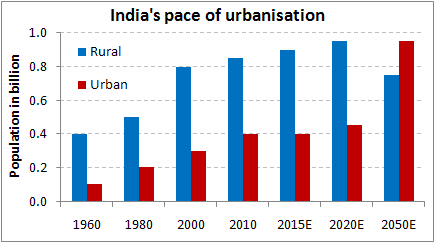 India's pace of urbanisation
Population in billion
1.0
0.8
0.6
0.4
0.2
0.0
Rural
Urban
1960 1980 2000 2010 2015E 2020E 2050E